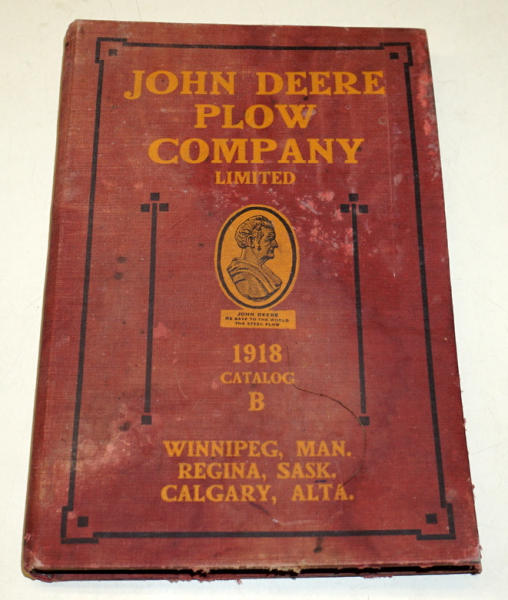 JOHN DEERE
PLOW
COMPANY
LIMITED
JOHN DEERE
HE GAVE TO THE WORLD
THE STEEL PLOW
1918
CATALOG
B
WINNIPEG, MAN.
REGINA, SASK.
CALGARY, ALTA.